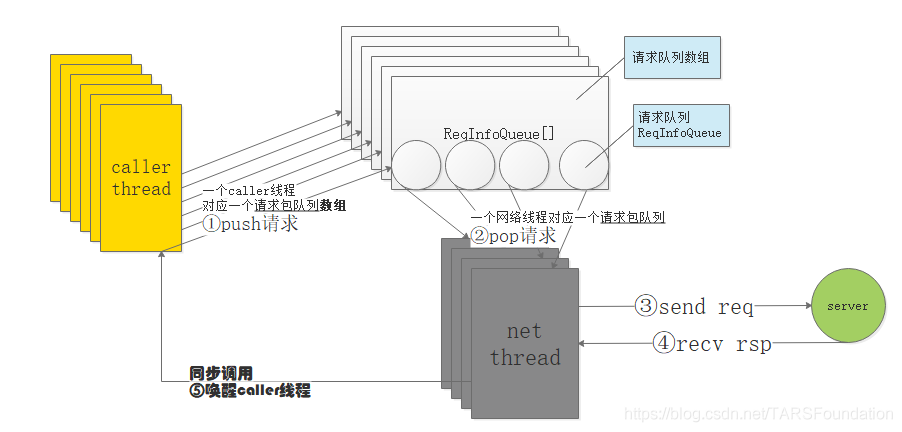 请求队列数组
请求队列
ReqInfoQueue
ReqInfoQueue[]
caller
thread
一个caller线程
对应一个请求包队列数组
①push请求
一个网络线程对应一个请求包队列
②pop请求
③send req
server
④recv rsp
net
thread
同步调用
⑤唤醒caller线程
https://blog.csdn.net/TARSFoundation